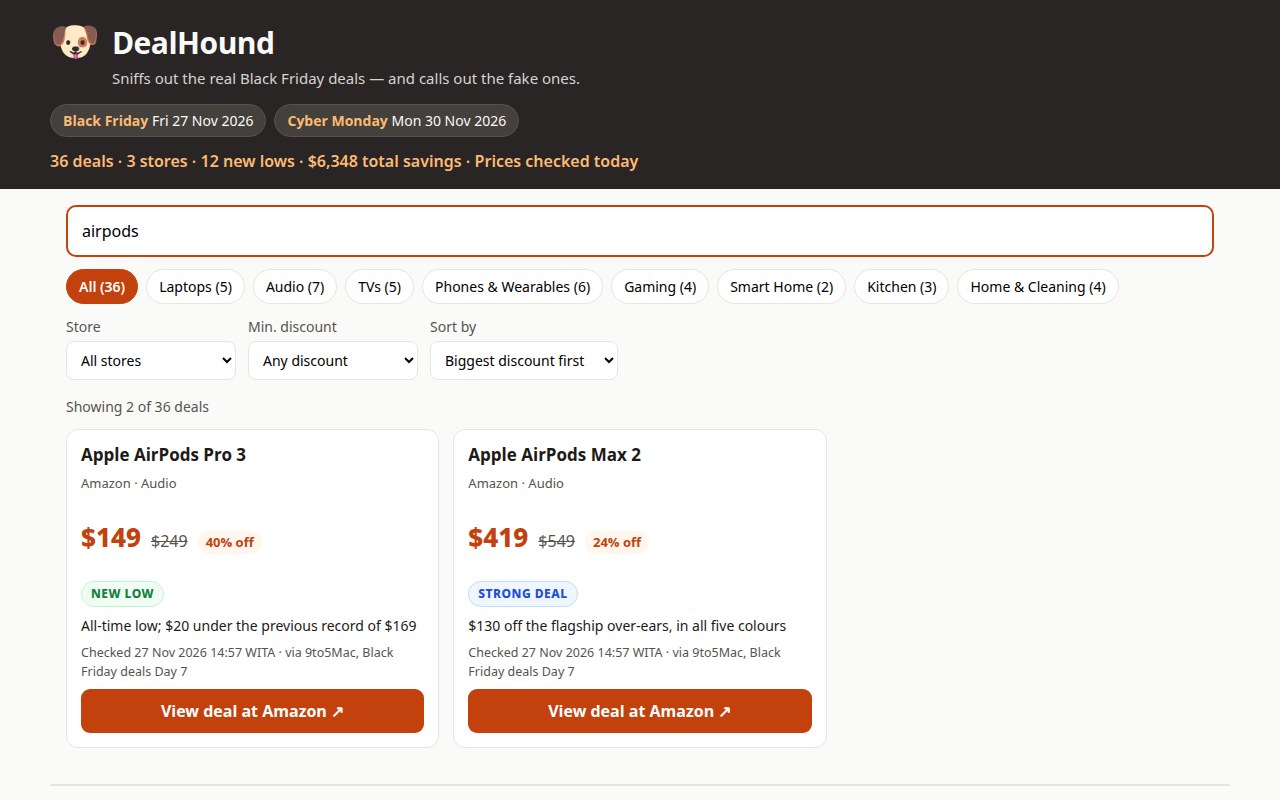 DealHound
Sniffs out the real Black Friday deals — and calls out the fake ones.
Black Friday Fri 27 Nov 2026 Cyber Monday Mon 30 Nov 2026
36 deals · 3 stores · 12 new lows · $6,348 total savings · Prices checked today
airpods
All (36) Laptops (5) Audio (7) TVs (5) Phones & Wearables (6) Gaming (4) Smart Home (2) Kitchen (3) Home & Cleaning (4)
Store Min. discount Sort by
All stores Any discount Biggest discount first
Showing 2 of 36 deals
Apple AirPods Pro 3
Amazon · Audio
$149 $249 40% off
NEW LOW
All-time low; $20 under the previous record of $169
Checked 27 Nov 2026 14:57 WITA · via 9to5Mac, Black
Friday deals Day 7
View deal at Amazon ↗
Apple AirPods Max 2
Amazon · Audio
$419 $549 24% off
STRONG DEAL
$130 off the flagship over-ears, in all five colours
Checked 27 Nov 2026 14:57 WITA · via 9to5Mac, Black
Friday deals Day 7
View deal at Amazon ↗